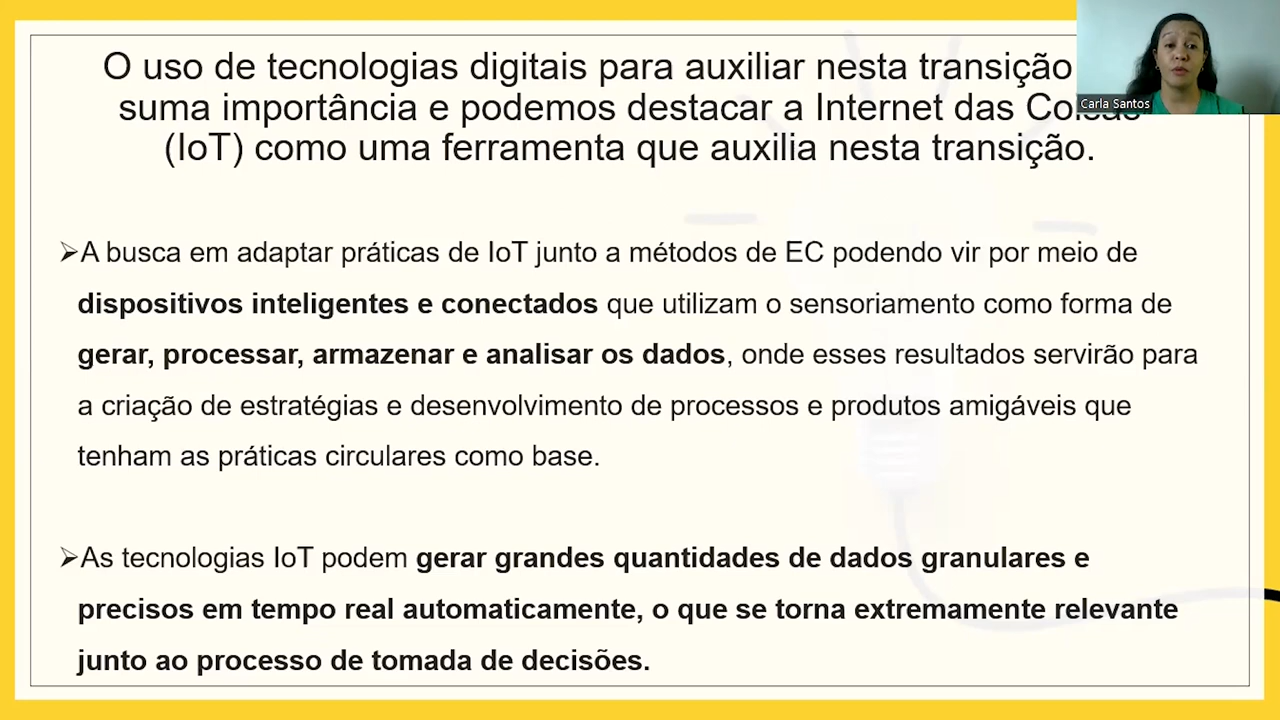 O uso de tecnologias digitais para auxiliar nesta transição
suma importância e podemos destacar a Internet das Coisas
(IoT) como uma ferramenta que auxilia nesta transição.
Carla Santos
➢A busca em adaptar práticas de IoT junto a métodos de EC podendo vir por meio de
dispositivos inteligentes e conectados que utilizam o sensoriamento como forma de
gerar, processar, armazenar e analisar os dados, onde esses resultados servirão para
a criação de estratégias e desenvolvimento de processos e produtos amigáveis que
tenham as práticas circulares como base.
➢As tecnologias IoT podem gerar grandes quantidades de dados granulares e
precisos em tempo real automaticamente, o que se torna extremamente relevante
junto ao processo de tomada de decisões.